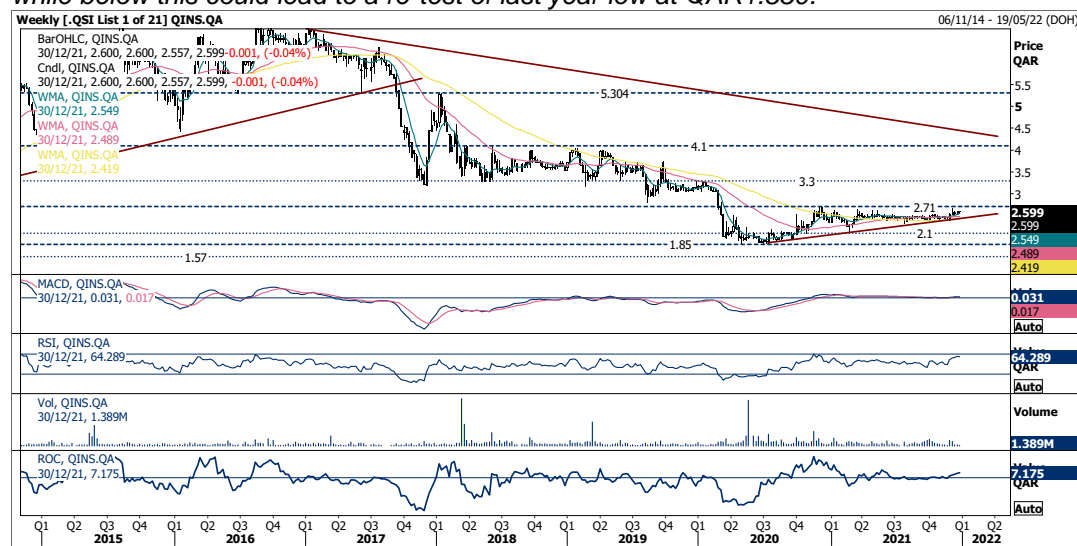 Weekly [.QSI List 1 of 21] QINS.QA
06/11/14 - 19/05/22 (DOH)
BarOHLC, QINS.QA
30/12/21, 2.600, 2.600, 2.557, 2.599 -0.001, (-0.04%)
Cndl, QINS.QA
30/12/21, 2.600, 2.600, 2.557, 2.599, -0.001, (-0.04%)
WMA, QINS.QA
30/12/21, 2.549
WMA, QINS.QA
30/12/21, 2.489
WMA, QINS.QA
30/12/21, 2.419
5.304
4.1
3.3
2.71
2.1
1.85
1.57
Price
QAR
5.5
5
4.5
4
3.5
3
2.599
2.599
2.549
2.489
2.419
MACD, QINS.QA
30/12/21, 0.031, 0.017
0.031
0.017
Auto
RSI, QINS.QA
30/12/21, 64.289
64.289
QAR
Auto
Vol, QINS.QA
30/12/21, 1.389M
Volume
1.389M
ROC, QINS.QA
30/12/21, 7.175
7.175
QAR
Auto
Q1 Q2 Q3 Q4 Q1 Q2 Q3 Q4 Q1 Q2 Q3 Q4 Q1 Q2 Q3 Q4 Q1 Q2 Q3 Q4 Q1 Q2 Q3 Q4 Q1 Q2 Q3 Q4 Q1 Q2
2015 2016 2017 2018 2019 2020 2021 2022